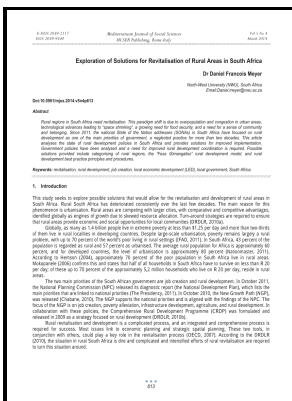 E-ISSN 2039-2117
ISSN 2039-9340
Mediterranean Journal of Social Sciences
MCSER Publishing, Rome-Italy
Vol 5 No 4
March 2014
Exploration of Solutions for Revitalisation of Rural Areas in South Africa
Dr Daniel Francois Meyer
North-West University (NWU), South Africa
Doi:10.5901/mjss.2014.v5n4p613
Abstract
Rural regions in South Africa need revitalisation. This paradigm shift is due to overpopulation and congestion in urban areas,
technological advances leading to "space shrinking"; a growing need for food security; and a need for a sense of community
and belonging. Since 2011, the national State of the Nation addresses (SONAs) in South Africa have focused on rural
development as one of the main priorities of government, a neglected practice for more than two decades. This article
analyses the state of rural development policies in South Africa and provides possible solutions for improved implementation.
Government policies have been analysed and a need for improved rural development coordination is required. Possible
solutions provided include categorising of rural regions, the rural development model, and rural
development best practice principles and procedures.
Keywords: revitalisation, rural development, job creation, local economic development (LED), rural government, South Africa.
1. Introduction
This study seeks to explore possible solutions that would allow for the revitalisation and development of rural areas in
South Africa. Rural South Africa has deteriorated consistently over the last two decades. The main reason for this
phenomenon is urbanisation. Rural areas are competing with larger cities, with comparative and competitive advantages,
identified globally as engines of growth due to skewed resource allocation. Turn-around strategies are required to ensure
that rural areas provide economic and social opportunities for local communities (DRDLR, 2010a).
Globally, as many as 1.4 billion people live in extreme poverty at less than $1.25 per day and more than two-thirds
of them live in rural localities in developing countries. Despite large-scale urbanisation, poverty remains largely a rural
problem, with up to 70 percent of the world's poor living in rural settings (IFAD, 2011). In South Africa, 43 percent of the
population is regarded as rural and 57 percent as urbanised. The average rural population for Africa is approximately 60
percent, and for developed countries, the level of urbanisation is approximately 80 percent (Nationmaster, 2011).
According to Ivenson (2004), approximately 70 percent of the poor population in South Africa live in rural areas.
Mokgokong (2006) confirms this and states that half of all households in South Africa have to survive on less than R 20
per day; of these up to 70 percent of the approximately 5,2 million households who live on R 20 per day, reside in rural
areas.
The two main priorities of the South African government are job creation and rural development. In October 2011,
the National Planning Commission (NPC) released its diagnostic report (the National Development Plan), which lists the
main priorities that are linked to national priorities (The Presidency, 2011). In October 2010, the New Growth Path (NGP),
was released (Chabane, 2010). The NGP supports the national priorities and is aligned with the findings of the NPC. The
focus of the NGP is on job creation, poverty alleviation, infrastructure development, agriculture, and rural development. In
collaboration with these policies, the Comprehensive Rural Development Programme (CRDP) was formulated and
released in 2009 as a strategy focused on rural development (DRDLR, 2010b).
Rural revitalisation and development is a complicated process, and an integrated and comprehensive process is
required for success. Most issues link to economic planning and strategic spatial planning. These two tools, in
conjunction with others, could play a key role in the revitalisation process (OECD, 2007). According to the DRDLR
(2010), the situation in rural South Africa is dire and complicated and intensified efforts of rural revitalisation are required
to turn this situation around.
613